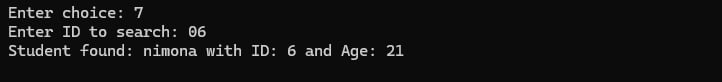 Enter choice: 7
Enter ID to search: 06
Student found: nimona with ID: 6 and Age: 21